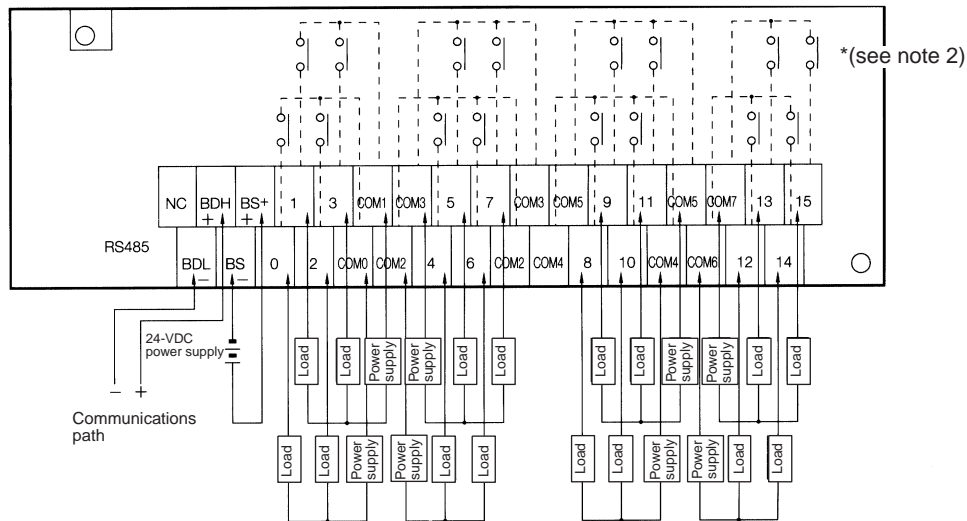 *(see note 2)
NC BDH BS+ 1 3 COM1 COM3 5 7 COM3 COM5 9 11 COM5 COM7 13 15
+ +
RS485
BDL BS 0 2 COM0 COM2 4 6 COM2 COM4 8 10 COM4 COM6 12 14
− −
24-VDC
power supply
Load Load Power supply Power supply Load Load Load Load Power supply Power supply Load Load
− +
Communications
path
Load Load Power supply Power supply Load Load Load Load Power supply Power supply Load Load